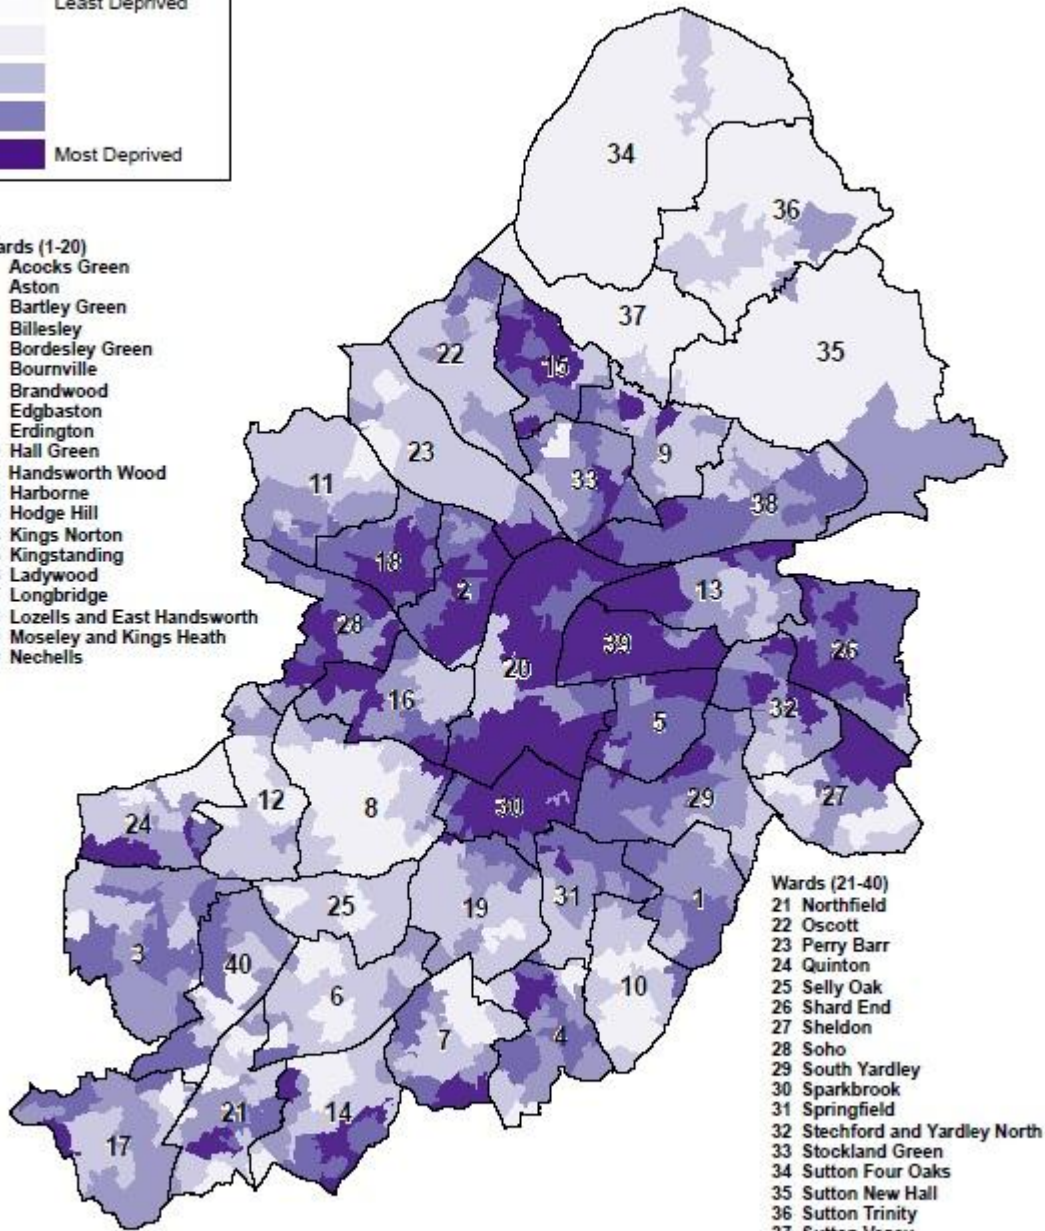 Least Deprived
Most Deprived
ards (1-20)
Acocks Green
Aston
Bartley Green
Billesley
Bordesley Green
Bournville
Brandwood
Edgbaston
Erdington
Hall Green
Handsworth Wood
Harborne
Hodge Hill
Kings Norton
Kingstanding
Ladywood
Longbridge
Lozells and East Handsworth
Moseley and Kings Heath
Nechells
34
36
37
35
22
15
23
9
11
33
38
18
2
13
28
39
26
20
16
32
5
12
8
30
29
27
24
25
19
31
1
3
40
6
10
7
4
21
14
17
Wards (21-40)
21 Northfield
22 Oscott
23 Perry Barr
24 Quinton
25 Selly Oak
26 Shard End
27 Sheldon
28 Soho
29 South Yardley
30 Sparkbrook
31 Springfield
32 Stechford and Yardley North
33 Stockland Green
34 Sutton Four Oaks
35 Sutton New Hall
36 Sutton Trinity
37 Sutton Vesey